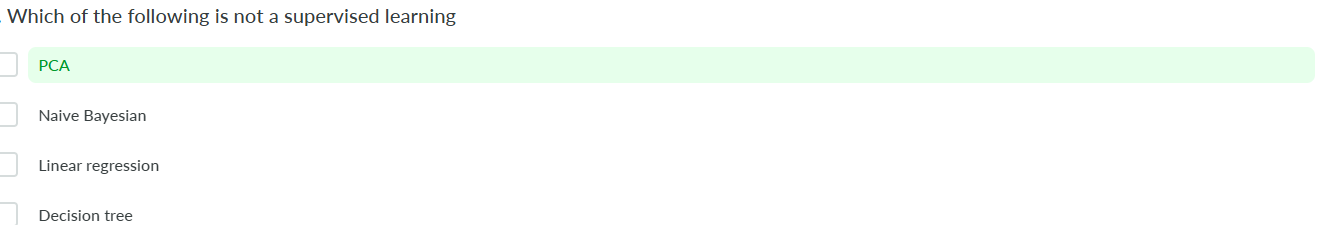 . Which of the following is not a supervised learning
PCA
Naive Bayesian
Linear regression
Decision tree